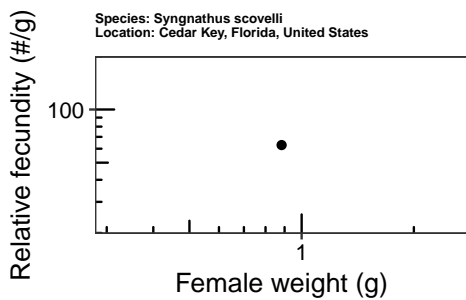 Species: Syngnathus scovelli
Location: Cedar Key, Florida, United States
Relative fecundity (#/g)
100
1
Female weight (g)